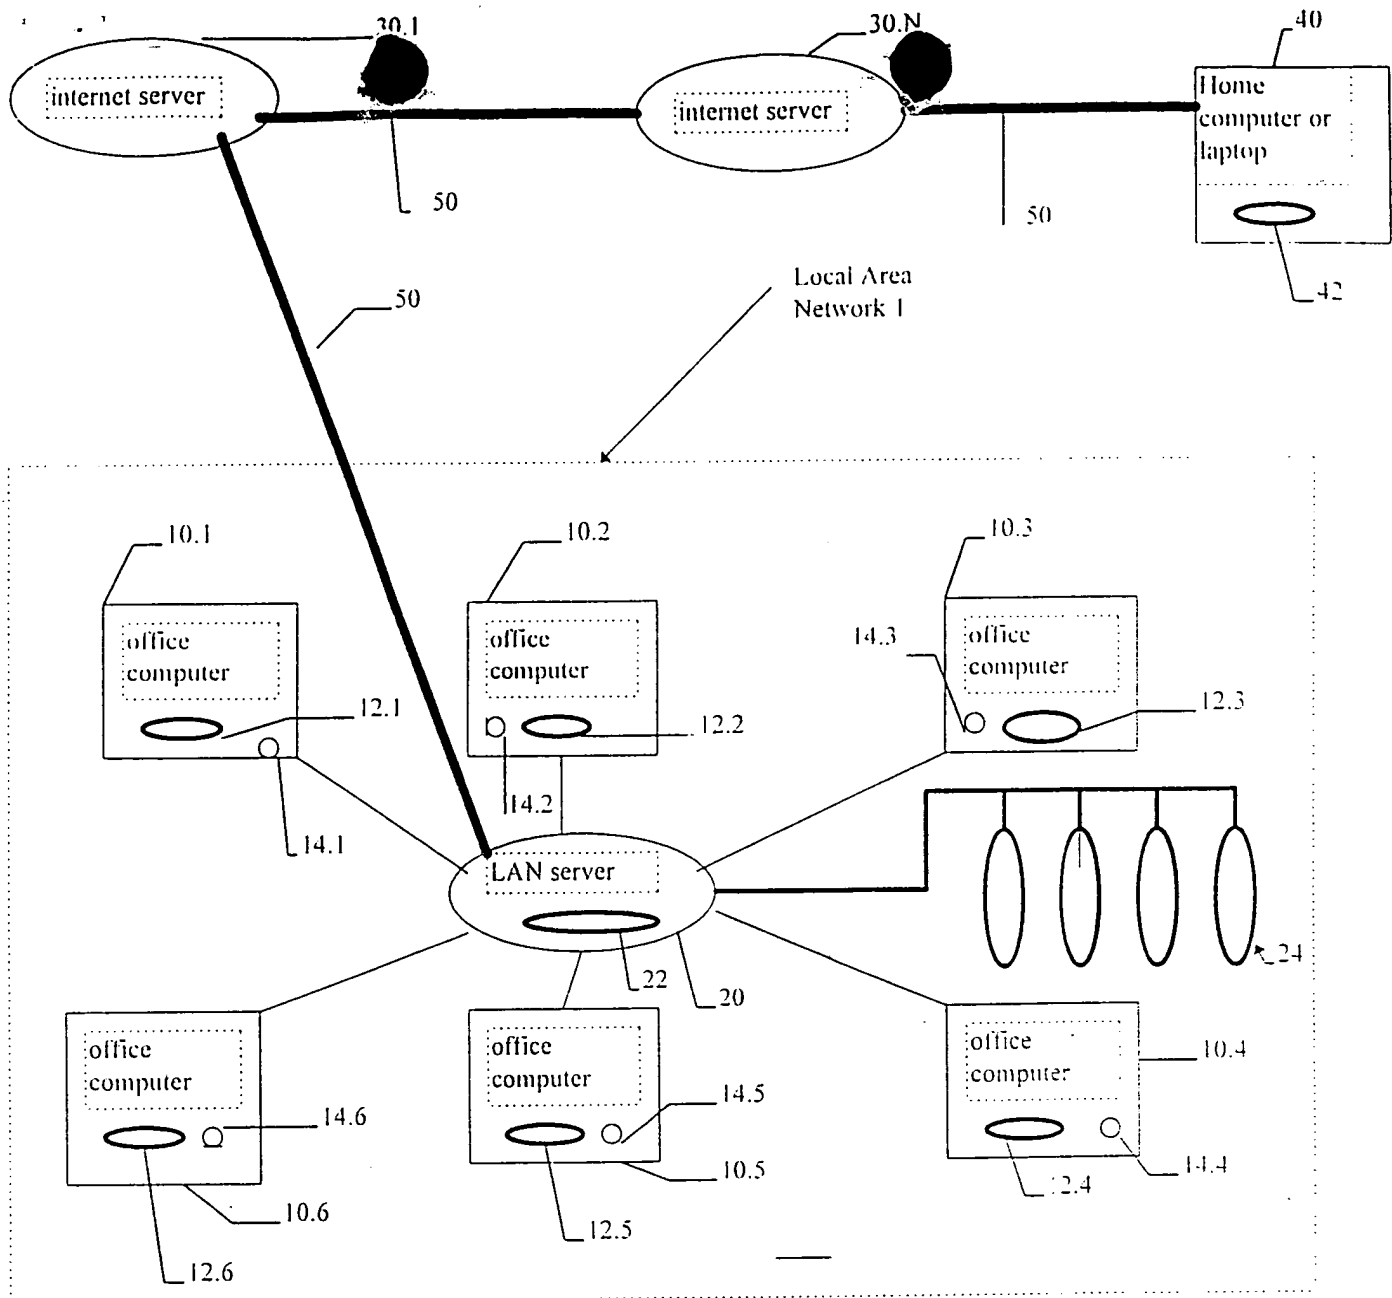 30.1
30.N
40
internet server
internet server
Home
computer or
laptop
50
50
42
50
Local Area
Network 1
10.1
10.2
10.3
office
computer
office
computer
office
computer
14.3
12.1
12.2
12.3
14.1
14.2
LAN server
22
20
24
office
computer
office
computer
office
computer
10.4
14.6
14.5
14.4
12.4
10.5
10.6
12.5
12.6